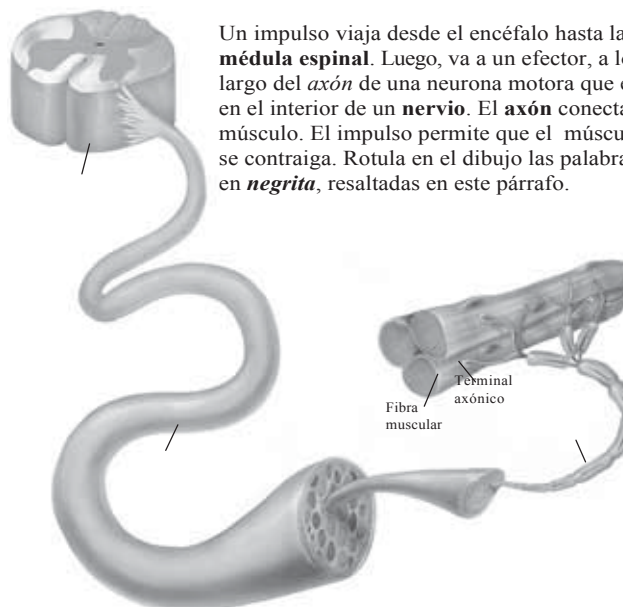 Un impulso viaja desde el encéfalo hasta la
médula espinal. Luego, va a un efector, a lo
largo del axón de una neurona motora que
en el interior de un nervio. El axón conecta
músculo. El impulso permite que el
se contraiga. Rotula en el dibujo las
en negrita, resaltadas en este párrafo.
Terminal
axónico
Fibra
muscular